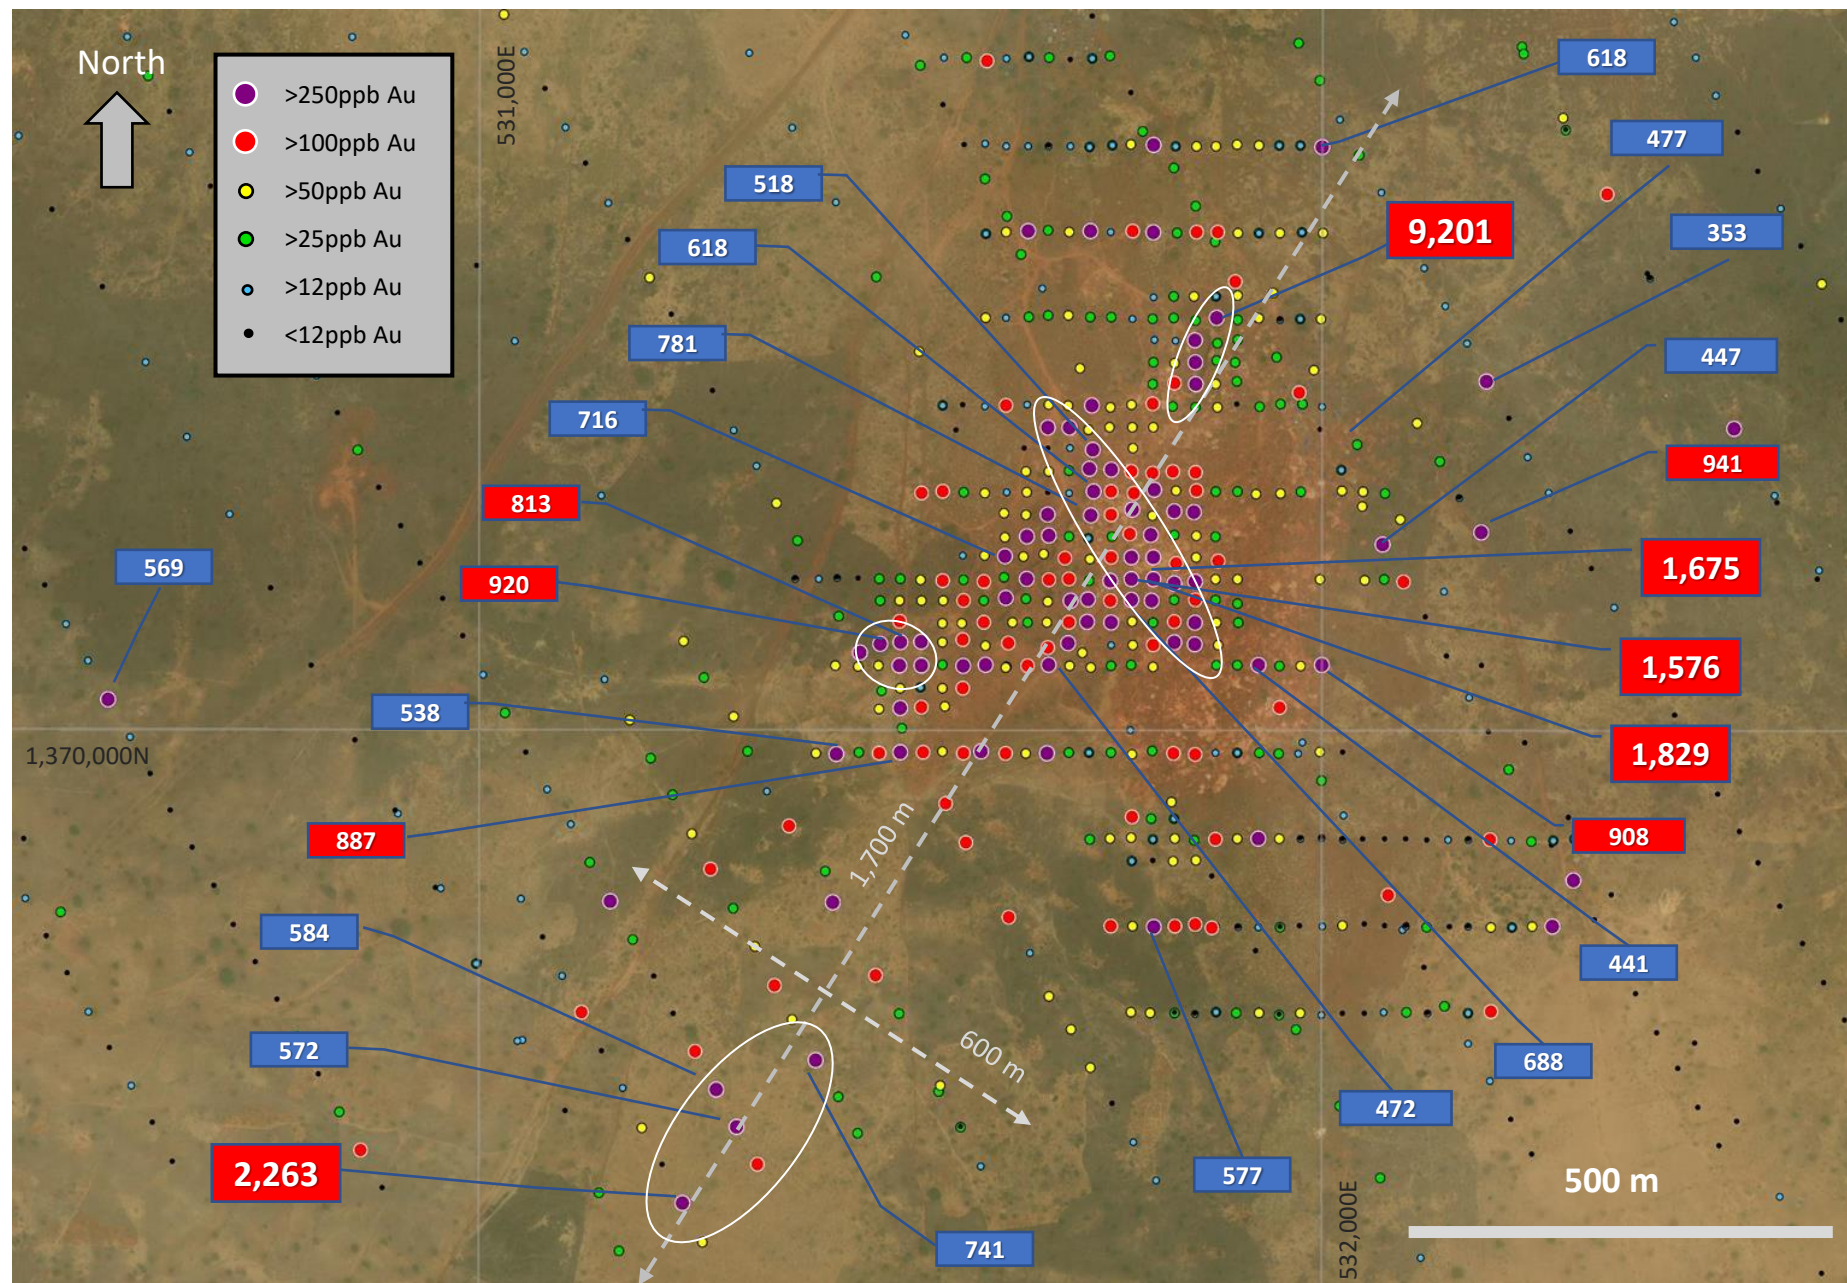 North
>250ppb Au
>100ppb Au
>50ppb Au
>25ppb Au
>12ppb Au
<12ppb Au
531,000E
618
477
518
9,201
353
618
781
447
716
941
813
569
1,675
920
1,576
538
1,829
1,370,000N
887
908
1,700 m
584
441
572
600 m
688
472
2,263
577
500 m
741
532,000E